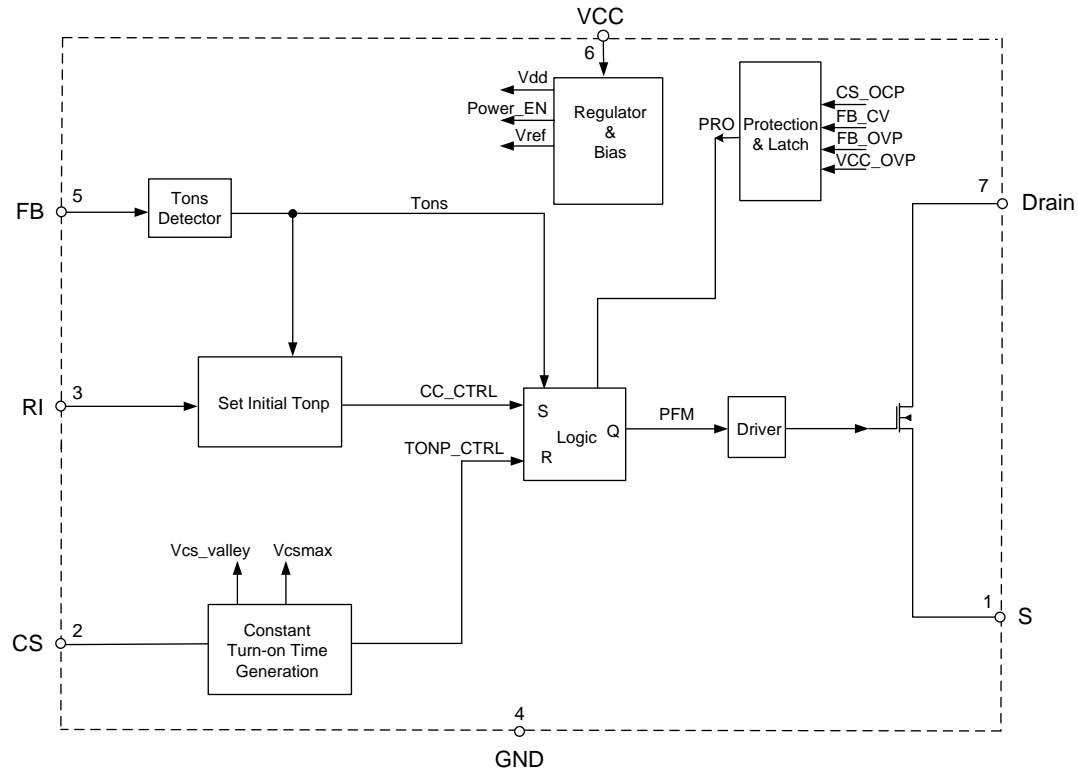 VCC
6
Vdd
Power_EN
Vref
Regulator
&
Bias
PRO
Protection
& Latch
CS_OCP
FB_CV
FB_OVP
VCC_OVP
FB
5
Tons
Detector
Tons
7
Drain
RI
3
Set Initial Tonp
CC_CTRL
S
Logic
Q
R
PFM
Driver
TONP_CTRL
Vcs_valley
Vcsmax
CS
2
Constant
Turn-on Time
Generation
1
S
4
GND